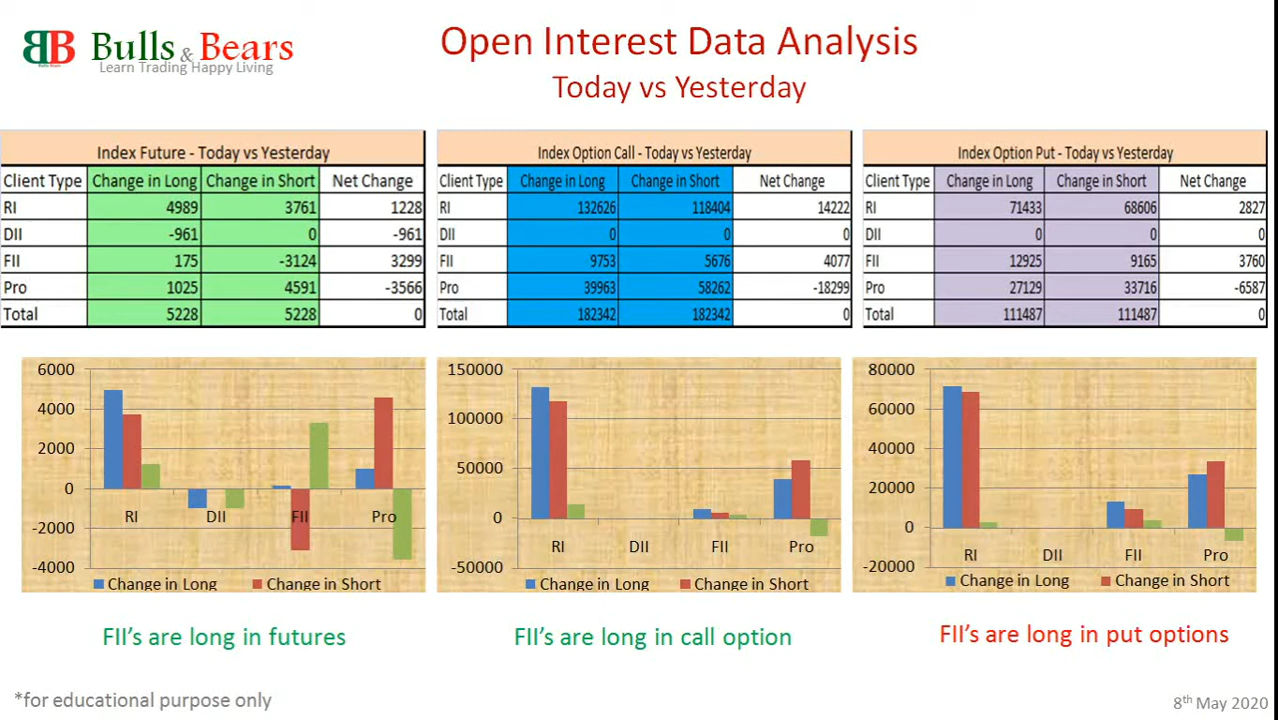 BB Bulls & Bears
Learn Trading Happy Living
Open Interest Data Analysis
Today vs Yesterday
Index Future - Today vs Yesterday
Client Type Change in Long Change in Short Net Change
RI 4989 3761 1228
DII -961 0 -961
FII 175 -3124 3299
Pro 1025 4591 -3566
Total 5228 5228 0
Index Option Call - Today vs Yesterday
Client Type Change in Long Change in Short Net Change
RI 132626 118404 14222
DII 0 0 0
FII 9753 5676 4077
Pro 39963 58262 -18299
Total 182342 182342 0
Index Option Put - Today vs Yesterday
Client Type Change in Long Change in Short Net Change
RI 71433 68606 2827
DII 0 0 0
FII 12925 9165 3760
Pro 27129 33716 -6587
Total 111487 111487 0
6000
4000
2000
0
-2000
-4000
RI DII FII Pro
Change in Long Change in Short
150000
100000
50000
0
-50000
RI DII FII Pro
Change in Long Change in Short
80000
60000
40000
20000
0
-20000
RI DII FII Pro
Change in Long Change in Short
FII's are long in futures
FII's are long in call option
FII's are long in put options
*for educational purpose only
8th May 2020